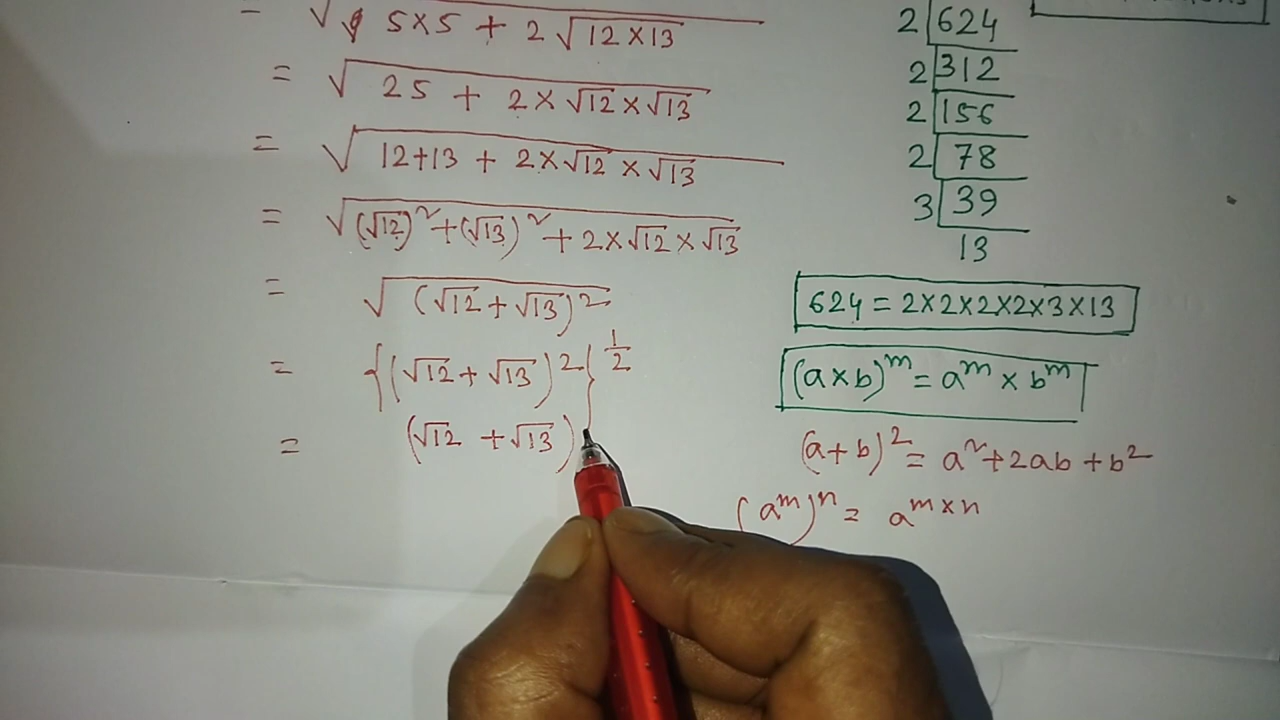 = √ 5×5 + 2√12×13
= √ 25 + 2×√12×√13
= √ 12+13 + 2×√12×√13
= √(√12)²+(√13)²+2×√12×√13
= √(√12+√13)²
= {(√12+√13)²}^1/2
= (√12+√13)
2 624
2 312
2 156
2 78
3 39
13
624=2×2×2×2×3×13
(a×b)^m=a^m×b^m
(a+b)²=a²+2ab+b²
(a^m)^n=a^m×n